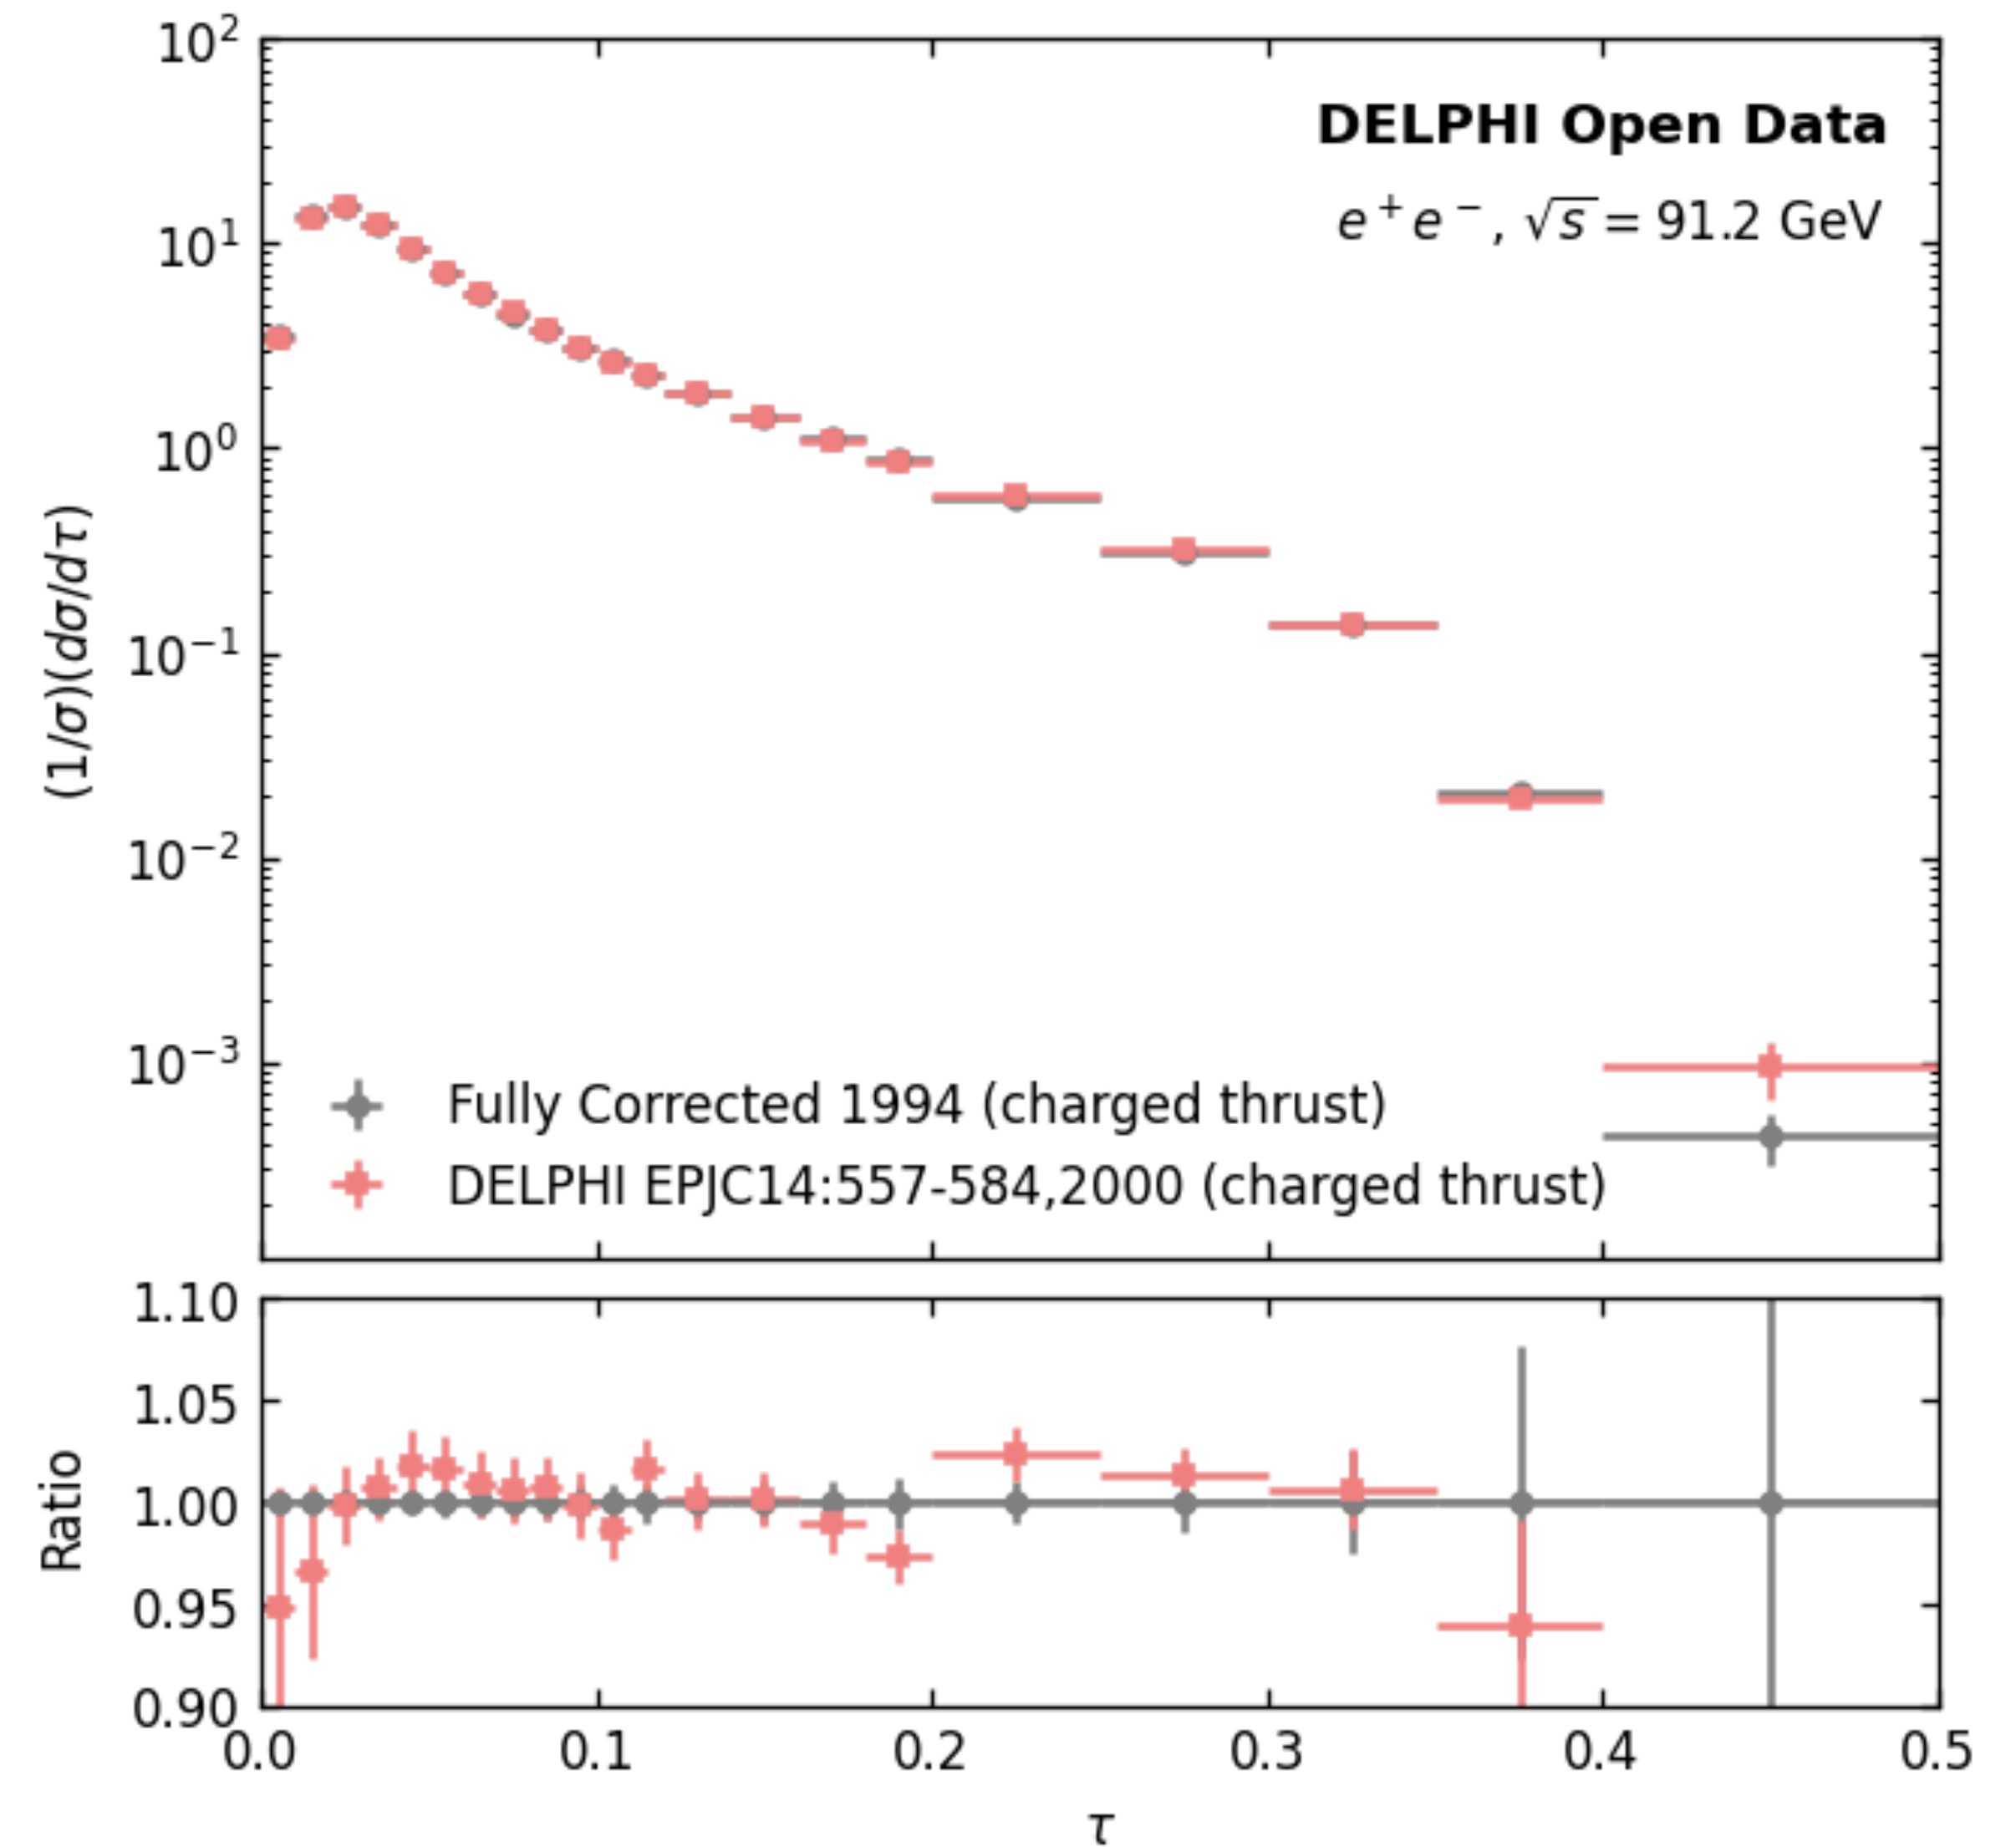 10²
DELPHI Open Data
e⁺e⁻, √s = 91.2 GeV
10¹
10⁰
(1/σ)(dσ/dτ)
10⁻¹
10⁻²
10⁻³
Fully Corrected 1994 (charged thrust)
DELPHI EPJC14:557-584,2000 (charged thrust)
1.10
1.05
Ratio
1.00
0.95
0.90
0.0 0.1 0.2 0.3 0.4 0.5
τ